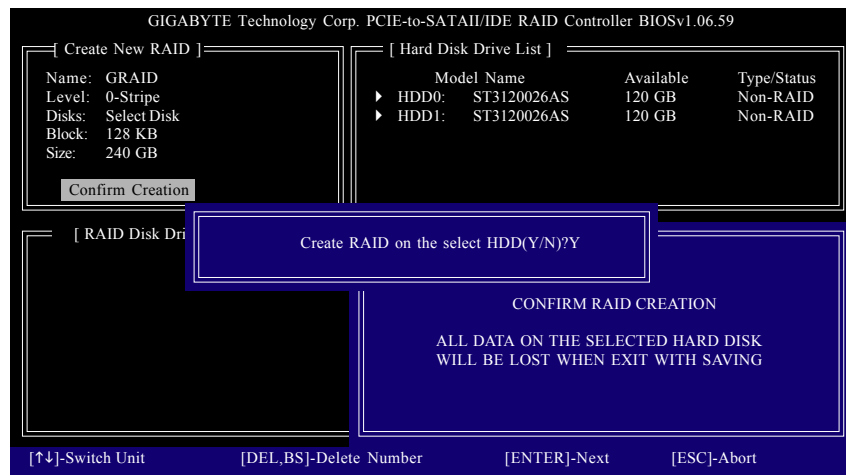 GIGABYTE Technology Corp. PCIE-to-SATAII/IDE RAID Controller BIOSv1.06.59
[ Create New RAID ]
Name: GRAID
Level: 0-Stripe
Disks: Select Disk
Block: 128 KB
Size: 240 GB
Confirm Creation
[ Hard Disk Drive List ]
Model Name Available Type/Status
HDD0: ST3120026AS 120 GB Non-RAID
HDD1: ST3120026AS 120 GB Non-RAID
[ RAID Disk Dri
Create RAID on the select HDD(Y/N)?Y
CONFIRM RAID CREATION
ALL DATA ON THE SELECTED HARD DISK
WILL BE LOST WHEN EXIT WITH SAVING
[↑↓]-Switch Unit [DEL,BS]-Delete Number [ENTER]-Next [ESC]-Abort